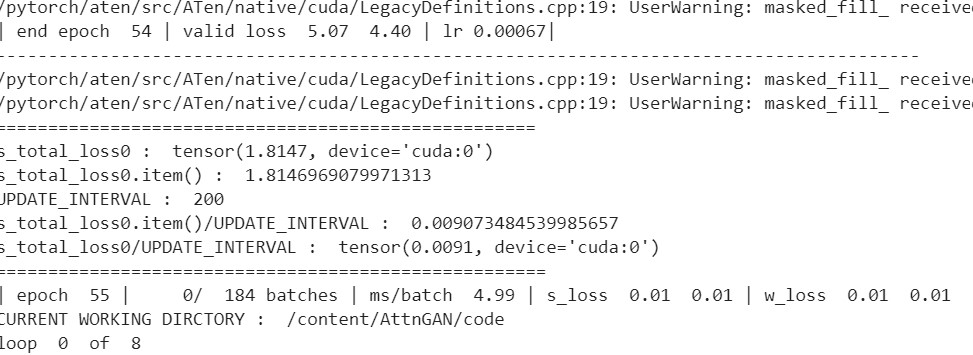 /pytorch/aten/src/ATen/native/cuda/LegacyDefinitions.cpp:19: UserWarning: masked_fill_ received
| end epoch  54 | valid loss  5.07  4.40 | lr 0.00067|
-----------------------------------------------------------------------------------------
/pytorch/aten/src/ATen/native/cuda/LegacyDefinitions.cpp:19: UserWarning: masked_fill_ received
/pytorch/aten/src/ATen/native/cuda/LegacyDefinitions.cpp:19: UserWarning: masked_fill_ received
=====================================================
s_total_loss0 :  tensor(1.8147, device='cuda:0')
s_total_loss0.item() :  1.8146969079971313
UPDATE_INTERVAL :  200
s_total_loss0.item()/UPDATE_INTERVAL :  0.009073484539985657
s_total_loss0/UPDATE_INTERVAL :  tensor(0.0091, device='cuda:0')
======================================================
| epoch  55 |     0/  184 batches | ms/batch  4.99 | s_loss  0.01  0.01 | w_loss  0.01  0.01
CURRENT WORKING DIRCTORY :  /content/AttnGAN/code
loop  0  of  8